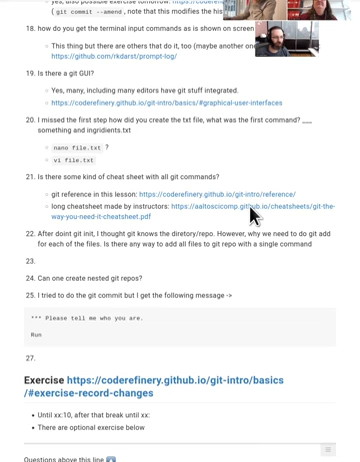 yes, also possible exercise tomorrow.
( git commit --amend , note that this modifies the his
18. how do you get the terminal input commands as is shown on screen
This thing but there are others that do it, too (maybe another one
https://github.com/rkdarst/prompt-log/
19. Is there a git GUI?
Yes, many, including many editors have git stuff integrated.
https://coderefinery.github.io/git-intro/basics/#graphical-user-interfaces
20. I missed the first step how did you create the txt file, what was the first command? ,,,,
something and ingridients.txt
nano file.txt ?
vi file.txt
21. Is there some kind of cheat sheet with all git commands?
git reference in this lesson: https://coderefinery.github.io/git-intro/reference/
long cheatsheet made by instructors: https://aaltoscicomp.github.io/cheatsheets/git-the-
way-you-need-it-cheatsheet.pdf
22. After doint git init, I thought git knows the diretory/repo. However, why we need to do git add
for each of the files. Is there any way to add all files to git repo with a single command
23.
24. Can one create nested git repos?
25. I tried to do the git commit but I get the following message ->
*** Please tell me who you are.
Run
27.
Exercise https://coderefinery.github.io/git-intro/basics
/#exercise-record-changes
Until xx:10, after that break until xx:
There are optional exercise below
Questions above this line